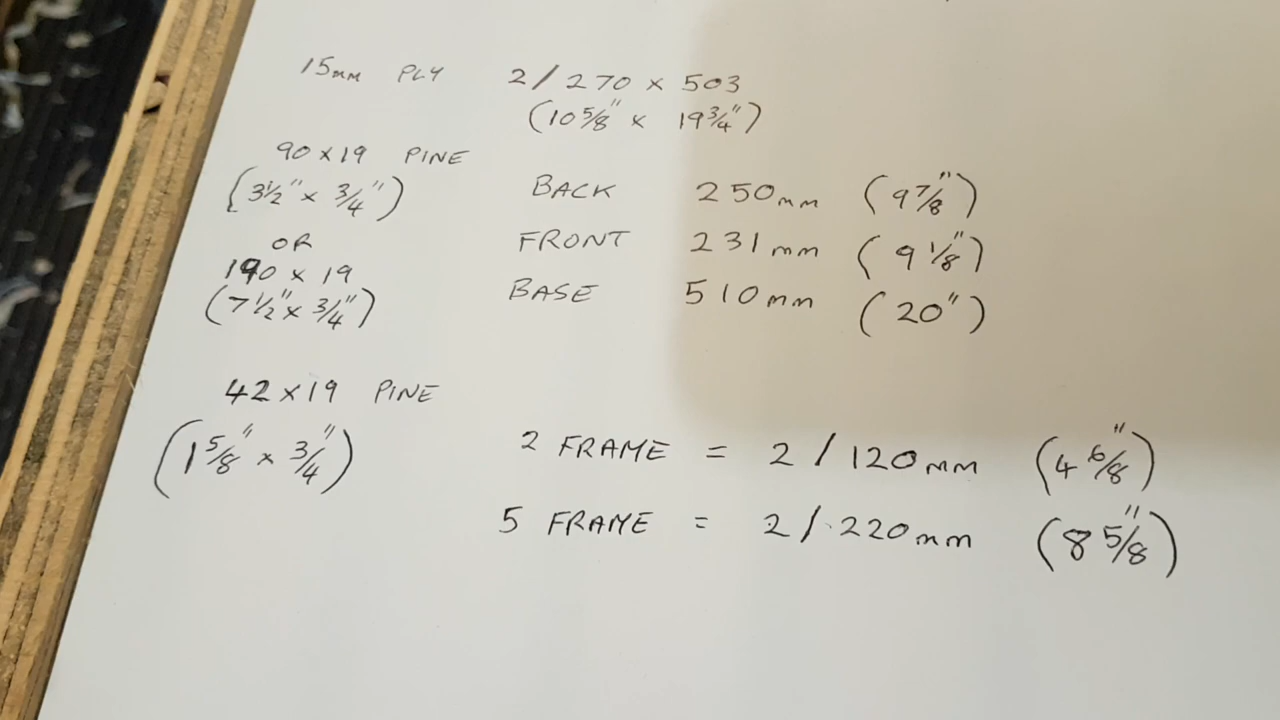 15mm PLY 2/270 x 503
(10 5/8" x 19 3/4")
90 x 19 PINE
(3 1/2" x 3/4")
BACK 250mm (9 7/8")
OR
FRONT 231mm (9 1/8")
190 x 19
(7 1/2" x 3/4")
BASE 510mm (20")
42 x 19 PINE
(1 5/8" x 3/4")
2 FRAME = 2/120mm (4 6/8")
5 FRAME = 2/220mm (8 5/8")